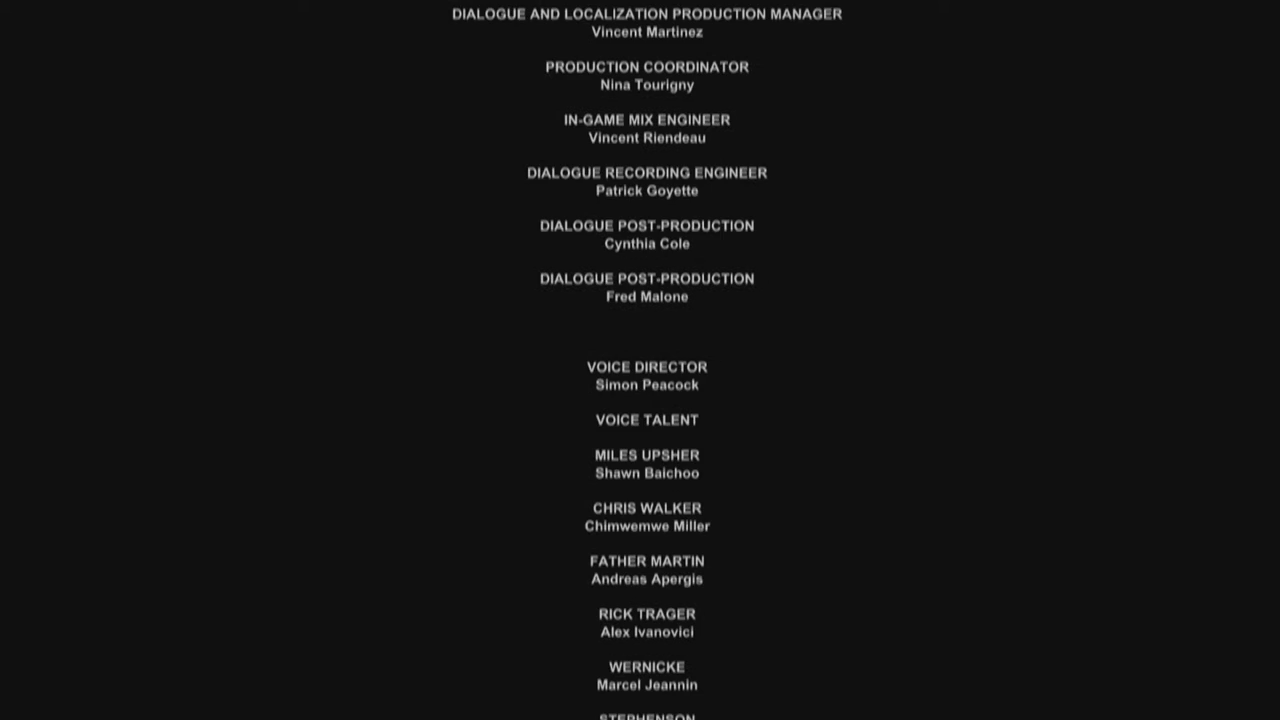 DIALOGUE AND LOCALIZATION PRODUCTION MANAGER
Vincent Martinez
PRODUCTION COORDINATOR
Nina Tourigny
IN-GAME MIX ENGINEER
Vincent Riendeau
DIALOGUE RECORDING ENGINEER
Patrick Goyette
DIALOGUE POST-PRODUCTION
Cynthia Cole
DIALOGUE POST-PRODUCTION
Fred Malone
VOICE DIRECTOR
Simon Peacock
VOICE TALENT
MILES UPSHER
Shawn Baichoo
CHRIS WALKER
Chimwemwe Miller
FATHER MARTIN
Andreas Apergis
RICK TRAGER
Alex Ivanovici
WERNICKE
Marcel Jeannin
STEPHENSON